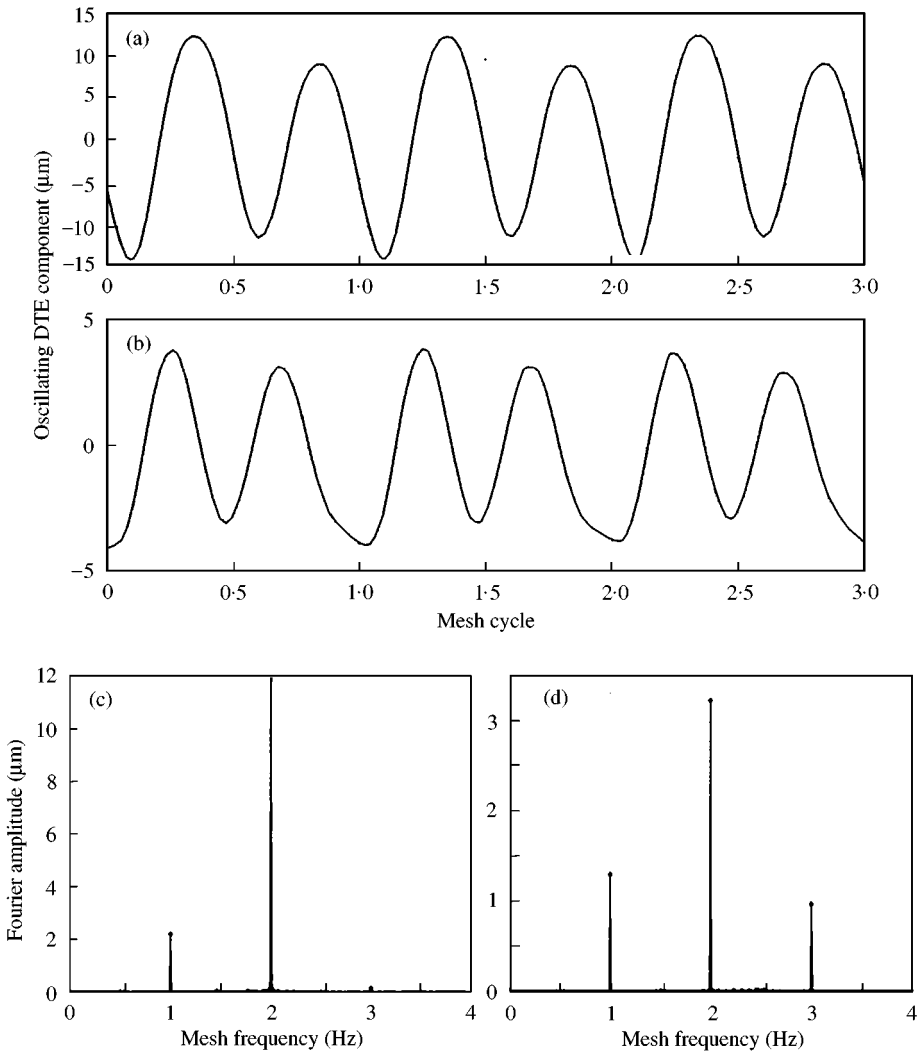 Oscillating DTE component (μm)
(a)
15
10
5
0
−5
−10
−15
0 0·5 1·0 1·5 2·0 2·5 3·0
(b)
5
0
−5
0 0·5 1·0 1·5 2·0 2·5 3·0
Mesh cycle
Fourier amplitude (μm)
(c)
12
10
8
6
4
2
0
0 1 2 3 4
Mesh frequency (Hz)
(d)
3
2
1
0
0 1 2 3 4
Mesh frequency (Hz)